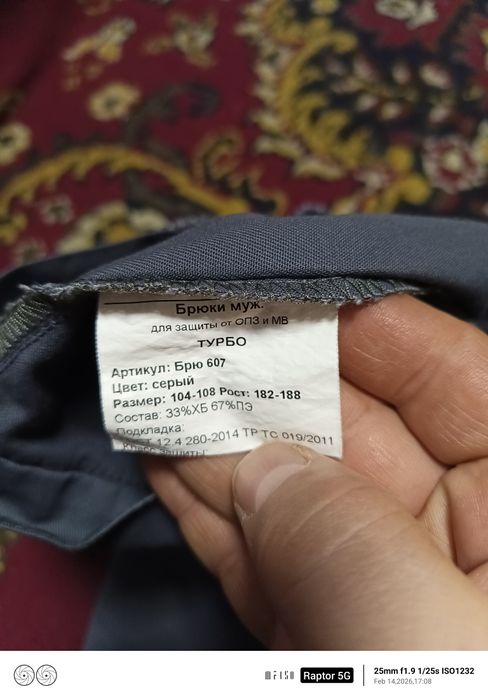 Брюки муж.
для защиты от ОПЗ и МВ
ТУРБО
Артикул: Брю 607
Цвет: серый
Размер: 104-108 Рост: 182-188
Состав: 33%ХБ 67%ПЭ
Подкладка:
12.4 280-2014 ТР ТС 019/2011
Класс защиты:
Raptor 5G
25mm f1.9 1/25s ISO1232
Feb 14,2026,17:08